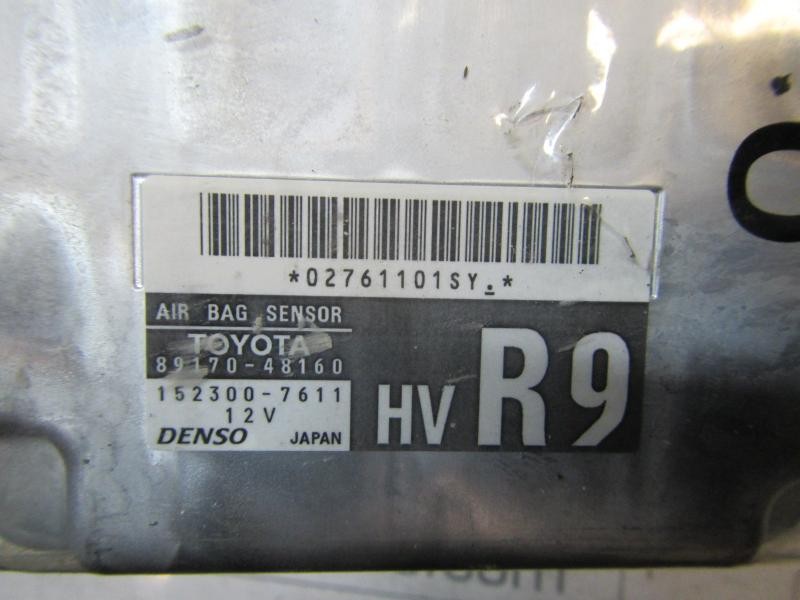 *02761101SY.*
AIR BAG SENSOR
TOYOTA
89170-48160
152300-7611
12V
DENSO JAPAN
HV R9